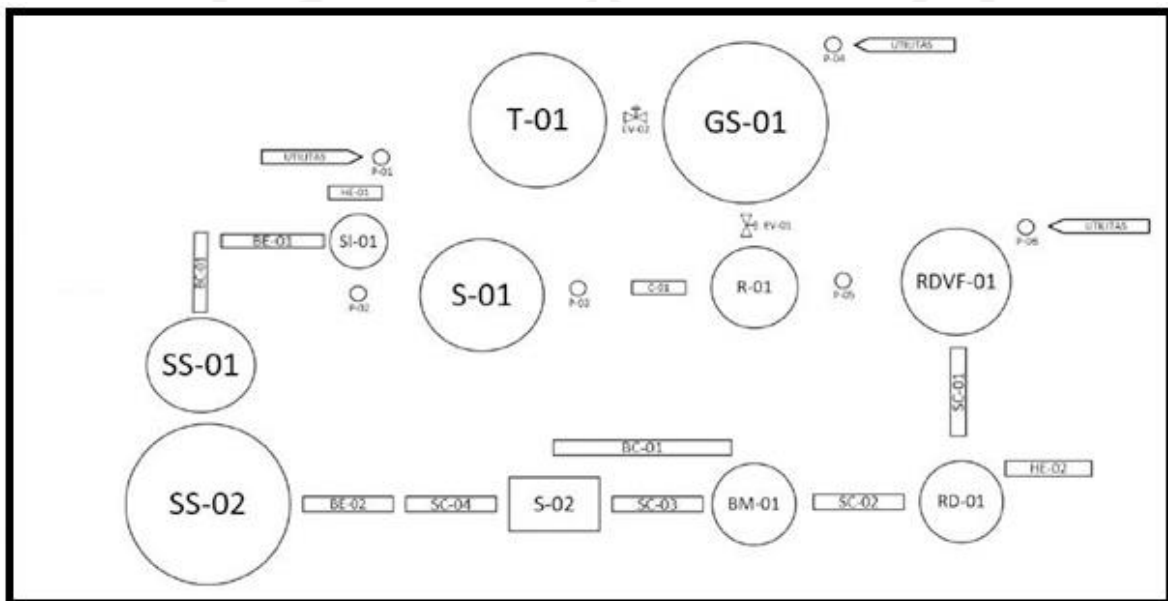 UTILITAS
P-04
T-01
EV-02
GS-01
UTILITAS
P-01
HE-01
EV-01
UTILITAS
P-06
BE-01
SI-01
BC-01
P-02
S-01
P-03
C-01
R-01
P-05
RDVF-01
SS-01
SC-01
BC-01
HE-02
SS-02
BE-02
SC-04
S-02
SC-03
BM-01
SC-02
RD-01